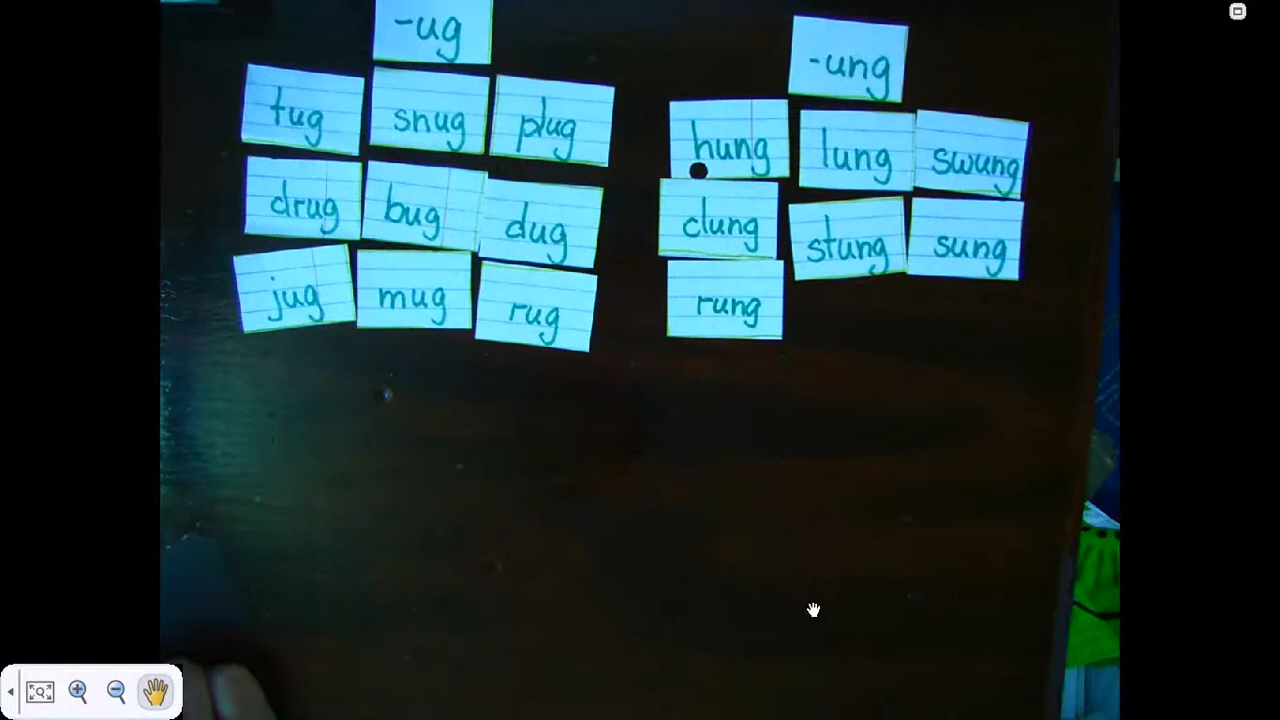 -ug
tug snug plug
drug bug dug
jug mug rug
-ung
hung lung swung
clung stung sung
rung